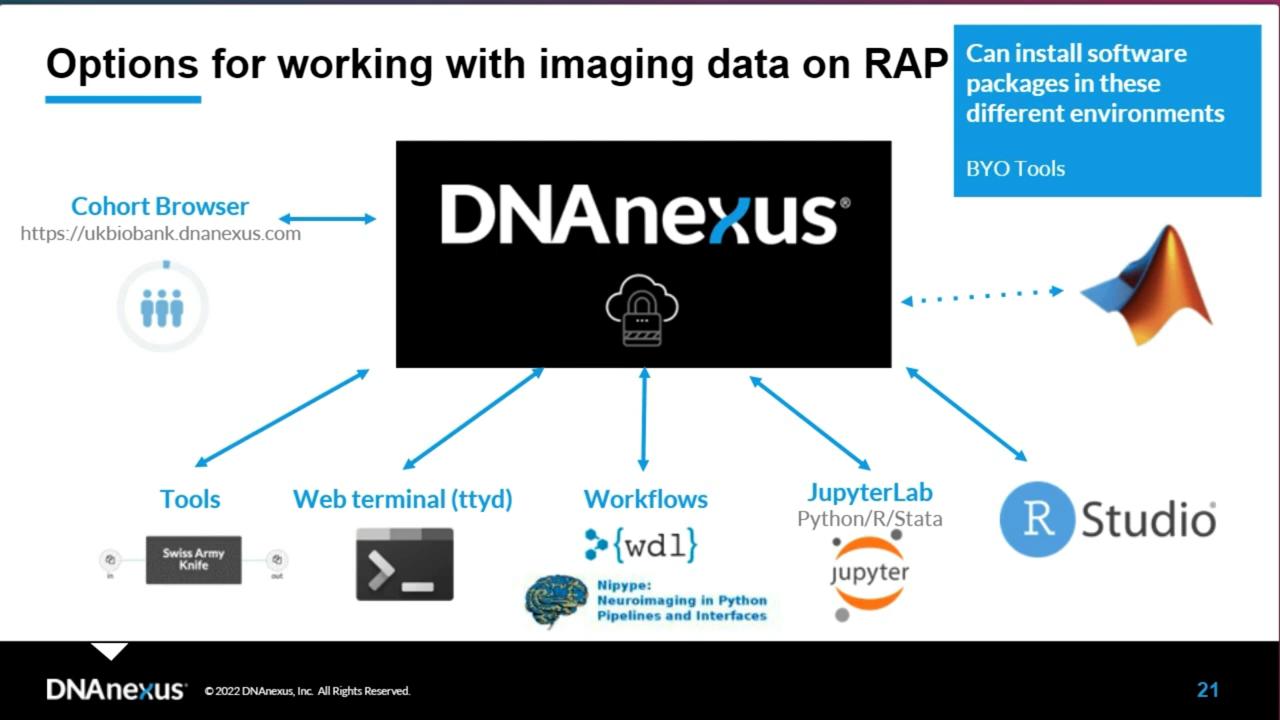 Options for working with imaging data on RAP
Can install software
packages in these
different environments
BYO Tools
Cohort Browser
https://ukbiobank.dnanexus.com
DNAnexus®
Tools
Swiss Army
Knife
in
out
Web terminal (ttyd)
Workflows
{wdl}
Nipype:
Neuroimaging in Python
Pipelines and Interfaces
JupyterLab
Python/R/Stata
jupyter
R Studio®
DNAnexus®
© 2022 DNAnexus, Inc. All Rights Reserved.
21